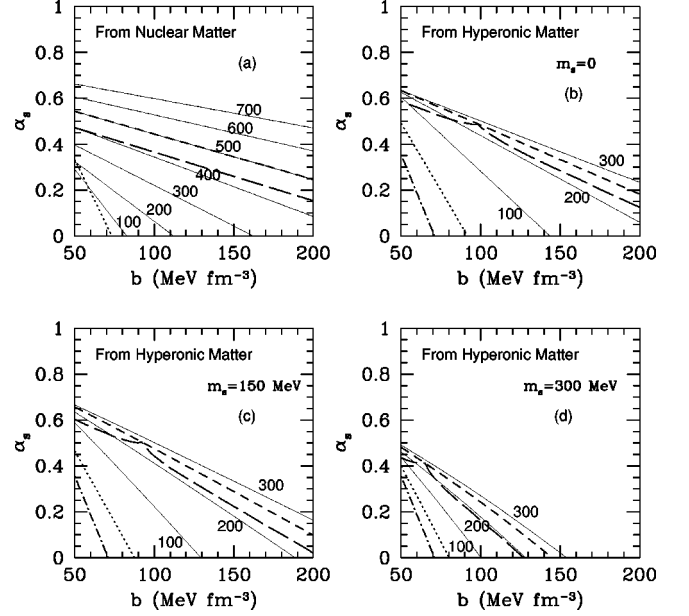 1
0.8
0.6
0.4
0.2
0
αs
From Nuclear Matter
(a)
700
600
500
400
300
200
100
50
100
150
200
b (MeV fm−3)
1
0.8
0.6
0.4
0.2
0
αs
From Hyperonic Matter
ms=0
(b)
300
200
100
50
100
150
200
b (MeV fm−3)
1
0.8
0.6
0.4
0.2
0
αs
From Hyperonic Matter
ms=150 MeV
(c)
300
200
100
50
100
150
200
b (MeV fm−3)
1
0.8
0.6
0.4
0.2
0
αs
From Hyperonic Matter
ms=300 MeV
(d)
300
200
100
50
100
150
200
b (MeV fm−3)